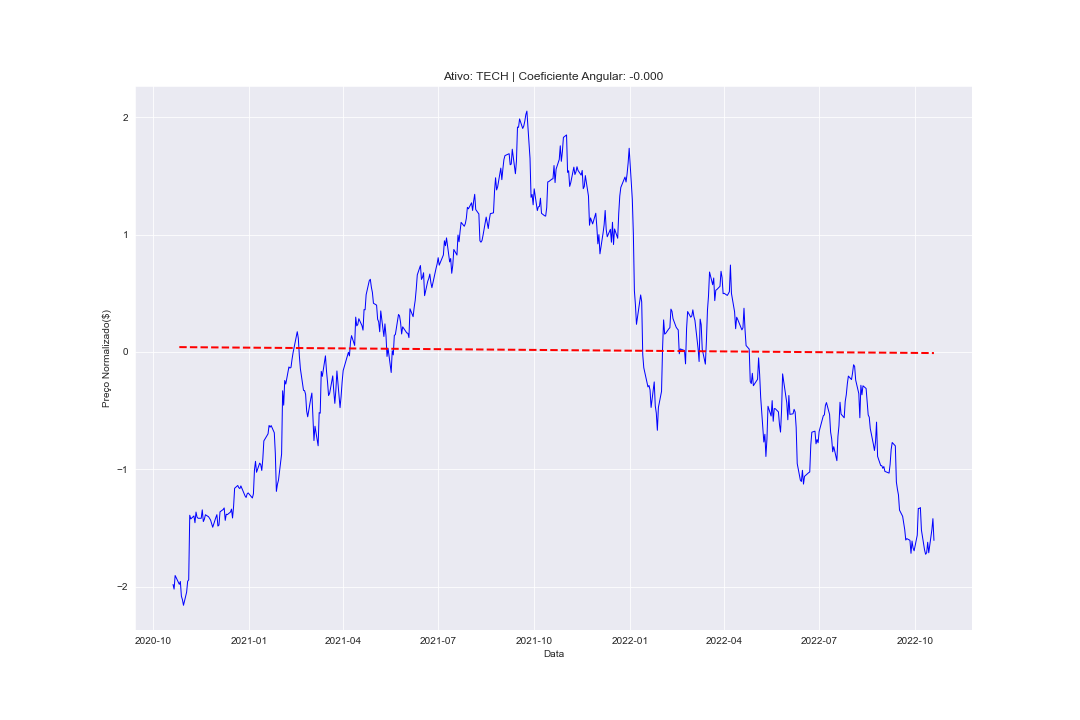 Ativo: TECH | Coeficiente Angular: -0.000
Preço Normalizado($)
2
1
0
−1
−2
2020-10 2021-01 2021-04 2021-07 2021-10 2022-01 2022-04 2022-07 2022-10
Data